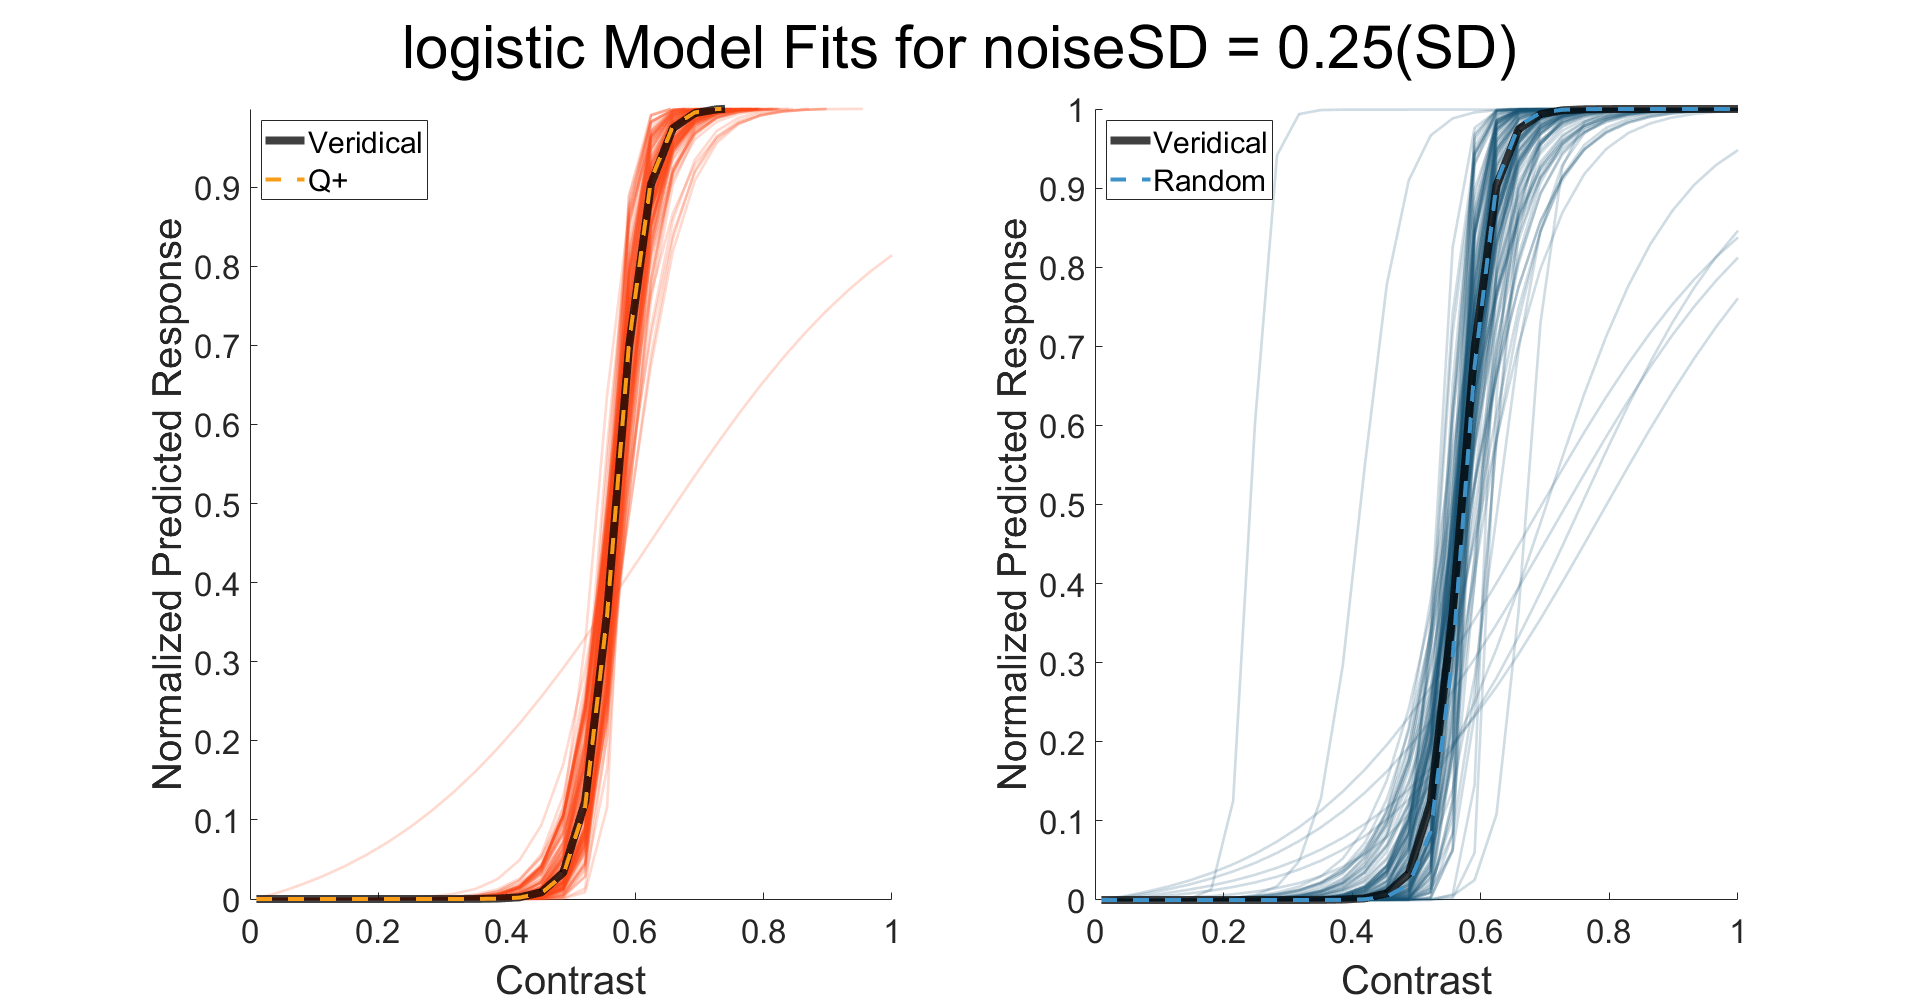 logistic Model Fits for noiseSD = 0.25(SD)
Veridical
Q+
Normalized Predicted Response
0.9
0.8
0.7
0.6
0.5
0.4
0.3
0.2
0.1
0
0 0.2 0.4 0.6 0.8 1
Contrast
Veridical
Random
Normalized Predicted Response
1
0.9
0.8
0.7
0.6
0.5
0.4
0.3
0.2
0.1
0
0 0.2 0.4 0.6 0.8 1
Contrast